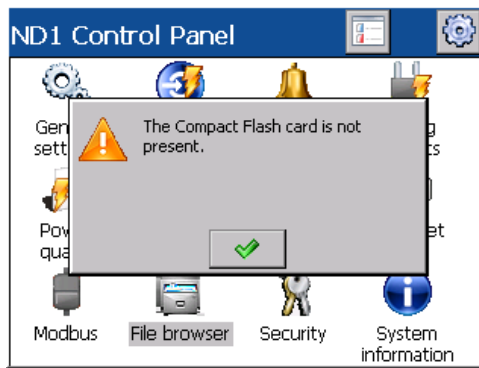 ND1 Control Panel
The Compact Flash card is not
present.
Modbus
File browser
Security
System
information